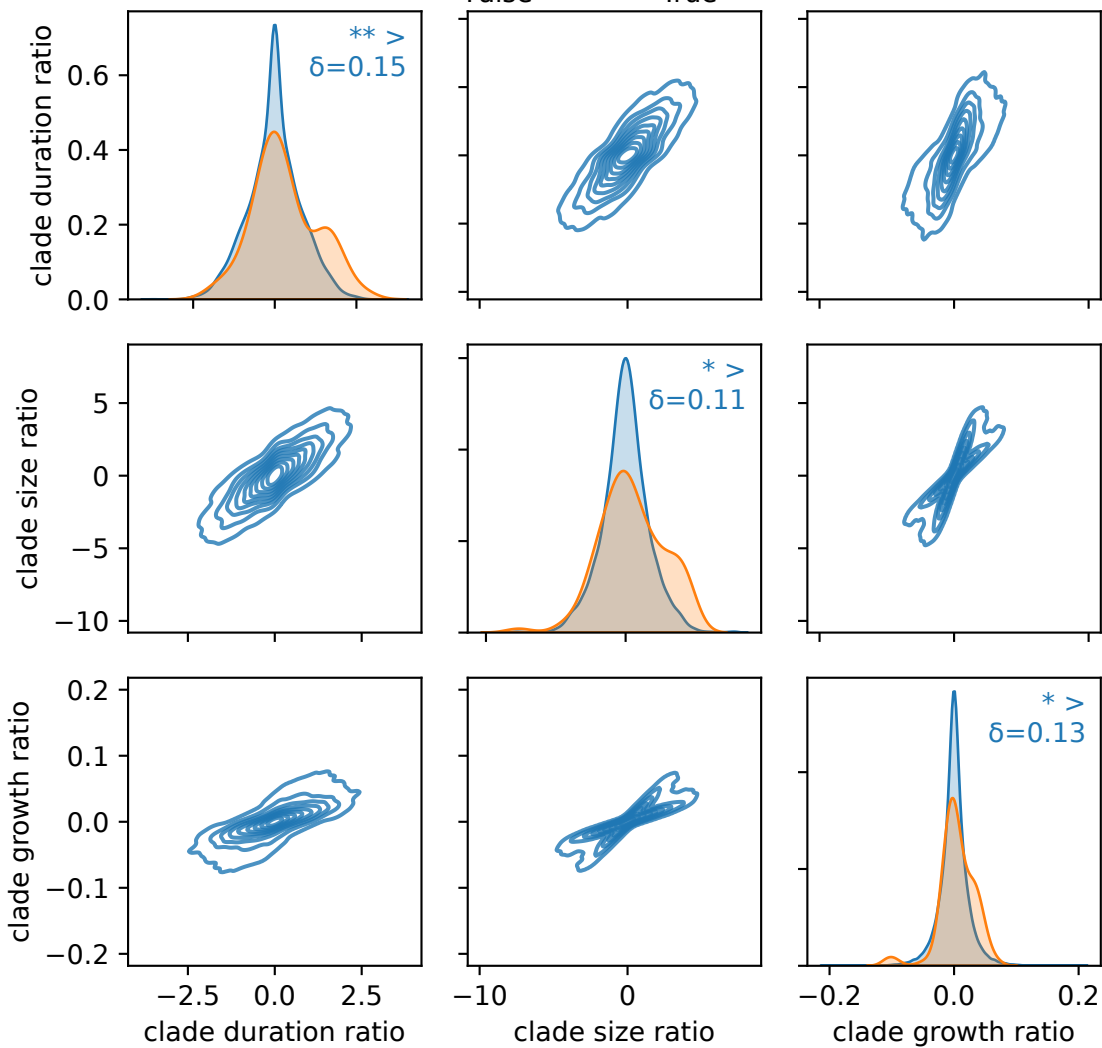 True
clade duration ratio
0.6
0.4
0.2
0.0
** >
δ=0.15
clade size ratio
5
0
−5
−10
* >
δ=0.11
clade growth ratio
0.2
0.1
0.0
−0.1
−0.2
* >
δ=0.13
−2.5 0.0 2.5
−10 0
−0.2 0.0 0.2
clade duration ratio
clade size ratio
clade growth ratio